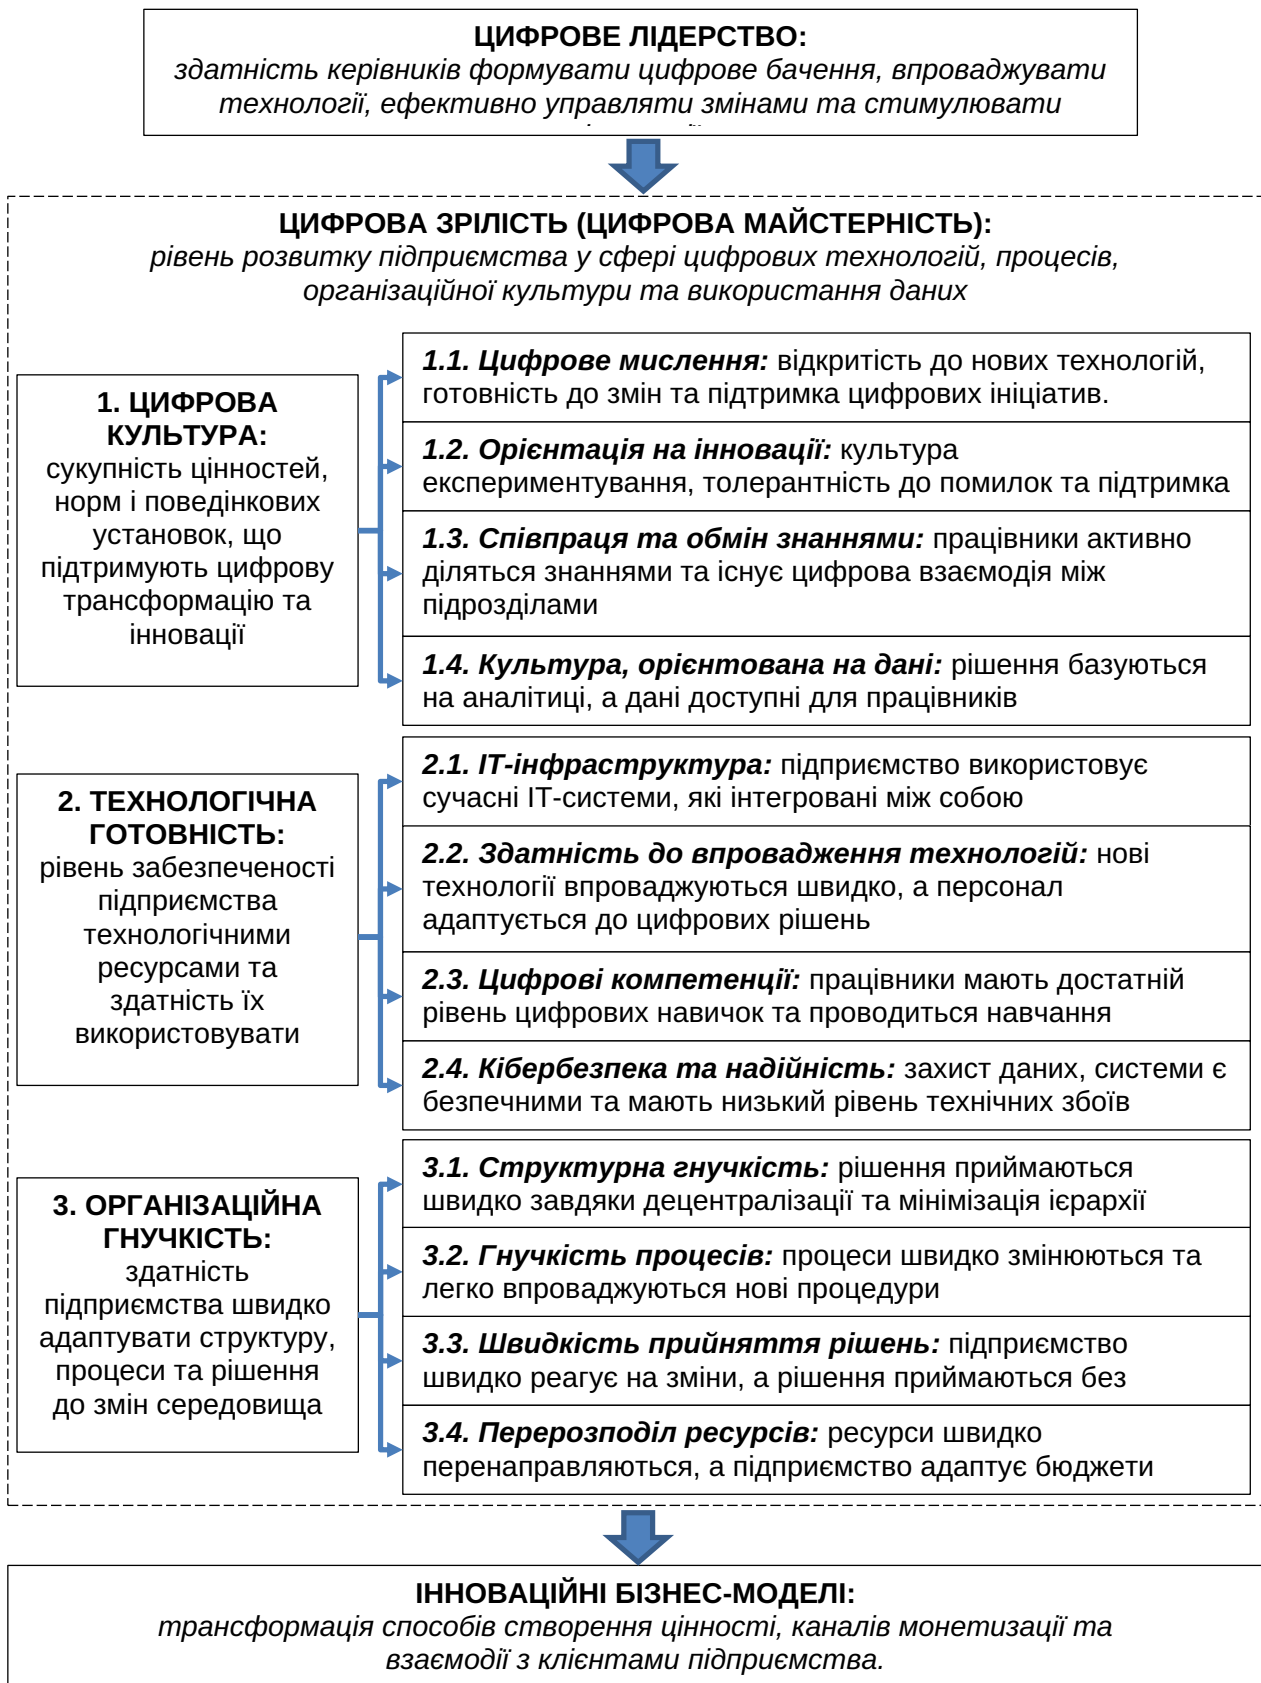 ЦИФРОВЕ ЛІДЕРСТВО:
здатність керівників формувати цифрове бачення, впроваджувати
технології, ефективно управляти змінами та стимулювати
ЦИФРОВА ЗРІЛІСТЬ (ЦИФРОВА МАЙСТЕРНІСТЬ):
рівень розвитку підприємства у сфері цифрових технологій, процесів,
організаційної культури та використання даних
1. ЦИФРОВА
КУЛЬТУРА:
сукупність цінностей,
норм і поведінкових
установок, що
підтримують цифрову
трансформацію та
інновації
1.1. Цифрове мислення: відкритість до нових технологій,
готовність до змін та підтримка цифрових ініціатив.
1.2. Орієнтація на інновації: культура
експериментування, толерантність до помилок та підтримка
1.3. Співпраця та обмін знаннями: працівники активно
діляться знаннями та існує цифрова взаємодія між
підрозділами
1.4. Культура, орієнтована на дані: рішення базуються
на аналітиці, а дані доступні для працівників
2. ТЕХНОЛОГІЧНА
ГОТОВНІСТЬ:
рівень забезпеченості
підприємства
технологічними
ресурсами та
здатність їх
використовувати
2.1. ІТ-інфраструктура: підприємство використовує
сучасні ІТ-системи, які інтегровані між собою
2.2. Здатність до впровадження технологій: нові
технології впроваджуються швидко, а персонал
адаптується до цифрових рішень
2.3. Цифрові компетенції: працівники мають достатній
рівень цифрових навичок та проводиться навчання
2.4. Кібербезпека та надійність: захист даних, системи є
безпечними та мають низький рівень технічних збоїв
3. ОРГАНІЗАЦІЙНА
ГНУЧКІСТЬ:
здатність
підприємства швидко
адаптувати структуру,
процеси та рішення
до змін середовища
3.1. Структурна гнучкість: рішення приймаються
швидко завдяки децентралізації та мінімізація ієрархії
3.2. Гнучкість процесів: процеси швидко змінюються та
легко впроваджуються нові процедури
3.3. Швидкість прийняття рішень: підприємство
швидко реагує на зміни, а рішення приймаються без
3.4. Перерозподіл ресурсів: ресурси швидко
перенаправляються, а підприємство адаптує бюджети
ІННОВАЦІЙНІ БІЗНЕС-МОДЕЛІ:
трансформація способів створення цінності, каналів монетизації та
взаємодії з клієнтами підприємства.